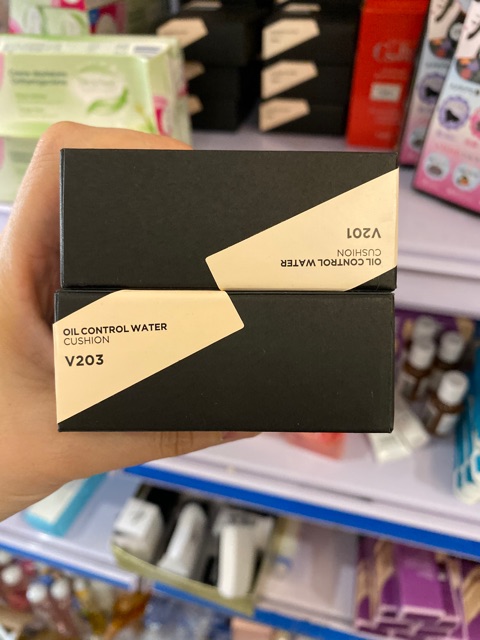 V201
CUSHION
OIL CONTROL WATER
OIL CONTROL WATER
CUSHION
V203